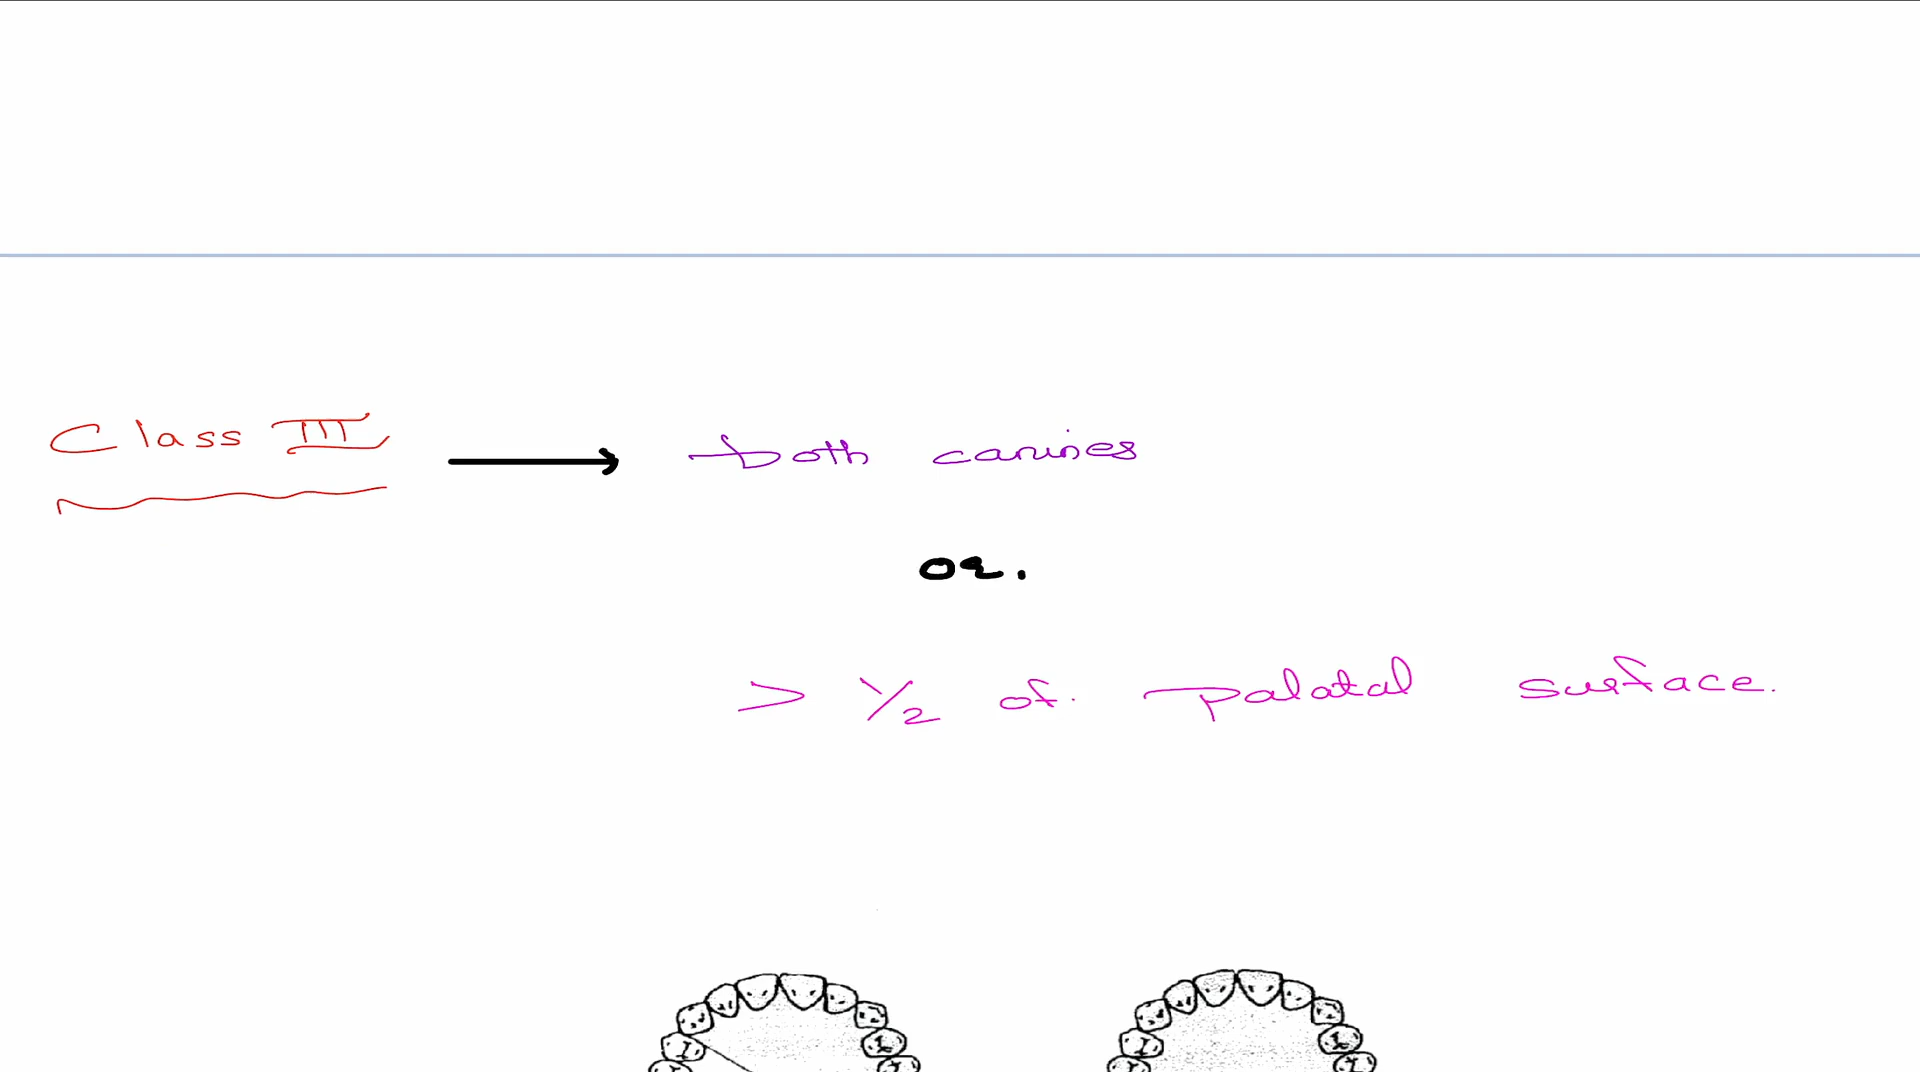 Class III → both canines
or.
> 1/2 of. palatal surface.